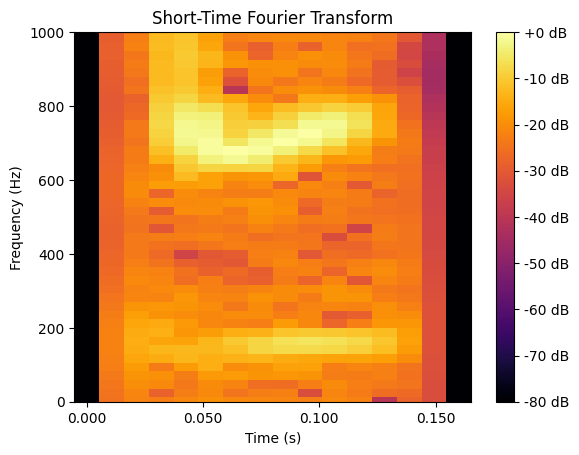 Short-Time Fourier Transform
Frequency (Hz)
1000
800
600
400
200
0
0.000
0.050
0.100
0.150
Time (s)
+0 dB
-10 dB
-20 dB
-30 dB
-40 dB
-50 dB
-60 dB
-70 dB
-80 dB